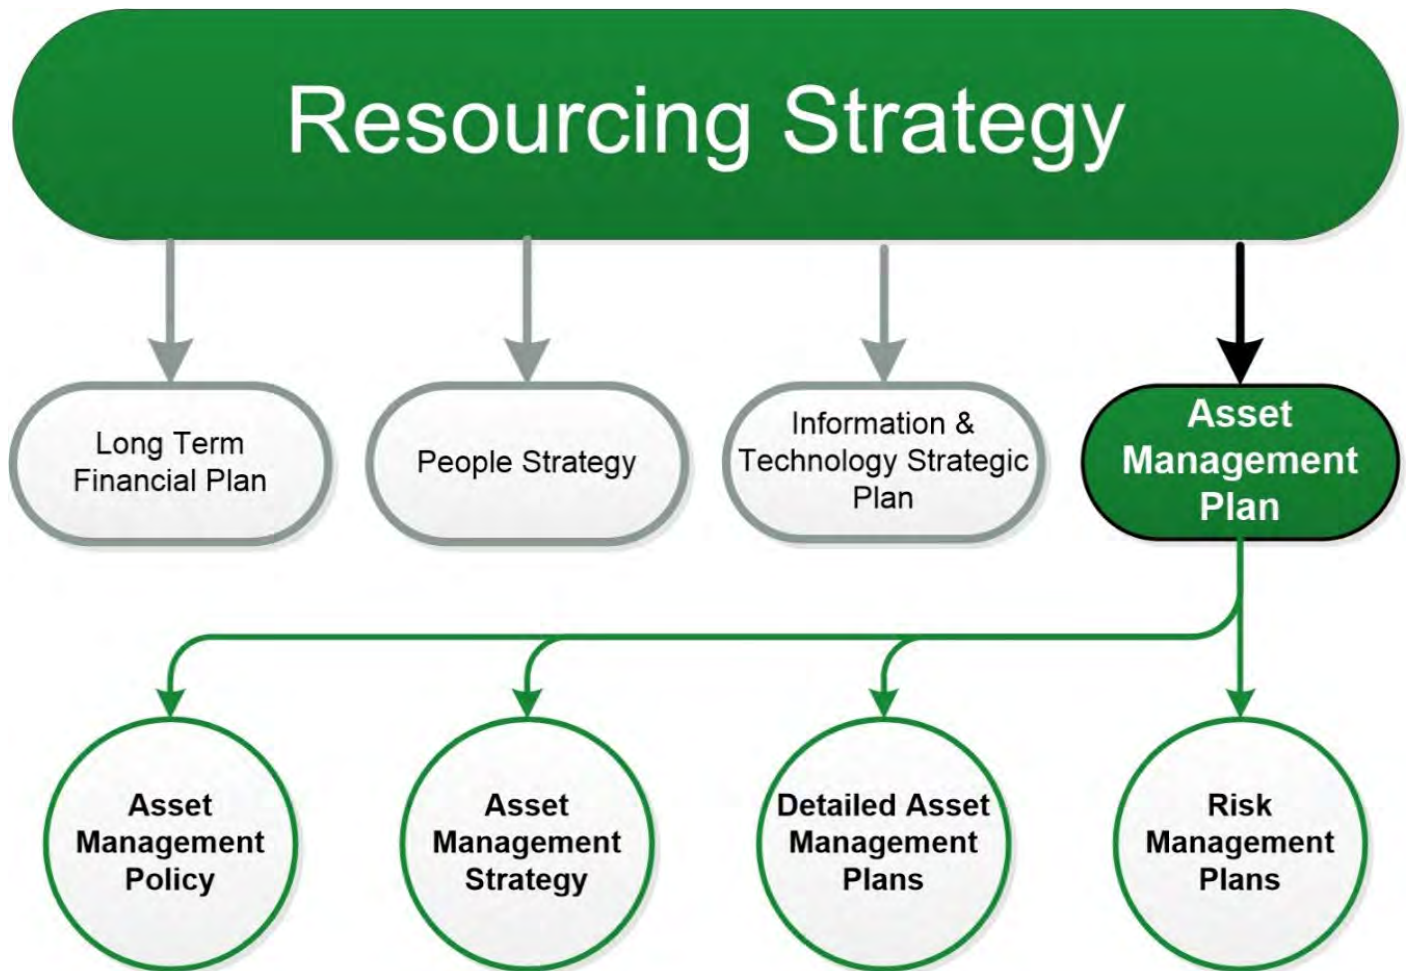 Resourcing Strategy
Long Term
Financial Plan
People Strategy
Information &
Technology Strategic
Plan
Asset
Management
Plan
Asset
Management
Policy
Asset
Management
Strategy
Detailed Asset
Management
Plans
Risk
Management
Plans